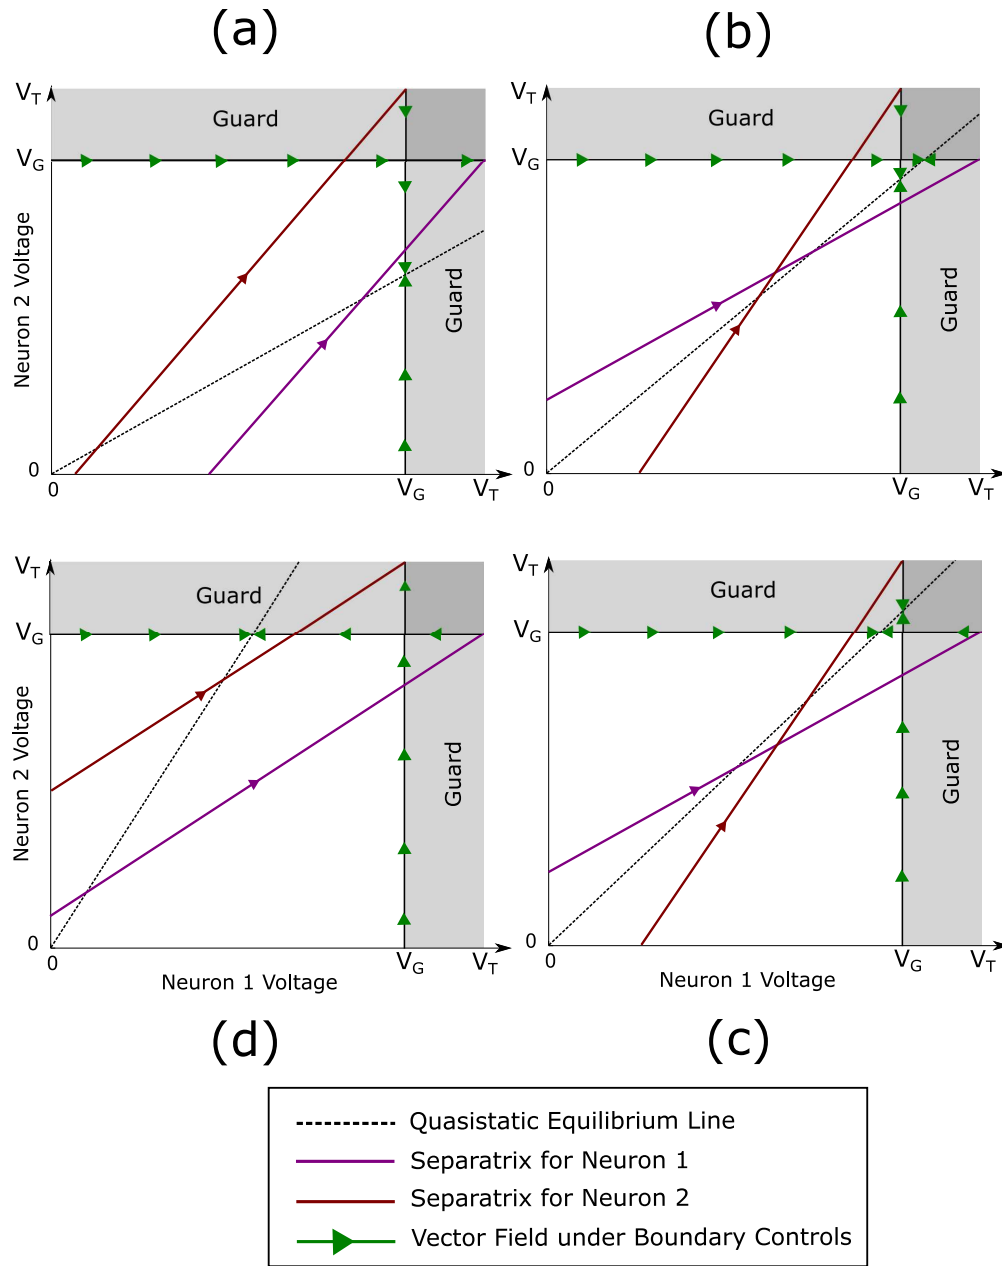 (a)
(b)
V_T
Guard
V_G
Neuron 2 Voltage
Guard
0
0
V_G
V_T
V_T
Guard
V_G
Guard
0
0
V_G
V_T
V_T
Guard
V_G
Neuron 2 Voltage
Guard
0
0
V_G
V_T
Neuron 1 Voltage
V_T
Guard
V_G
Guard
0
0
V_G
V_T
Neuron 1 Voltage
(d)
(c)
Quasistatic Equilibrium Line
Separatrix for Neuron 1
Separatrix for Neuron 2
Vector Field under Boundary Controls